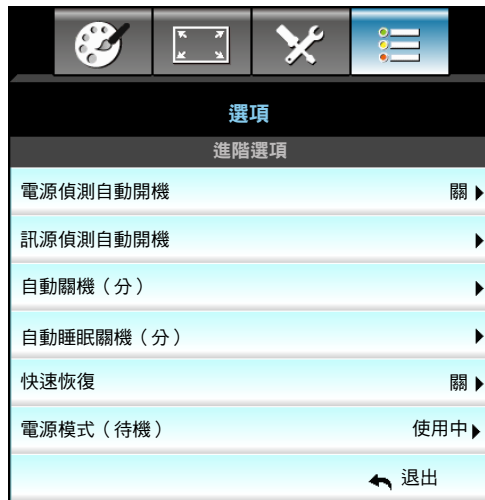 選項
進階選項
電源偵測自動開機 關
訊源偵測自動開機
自動關機（分）
自動睡眠關機（分）
快速恢復 關
電源模式（待機） 使用中
退出